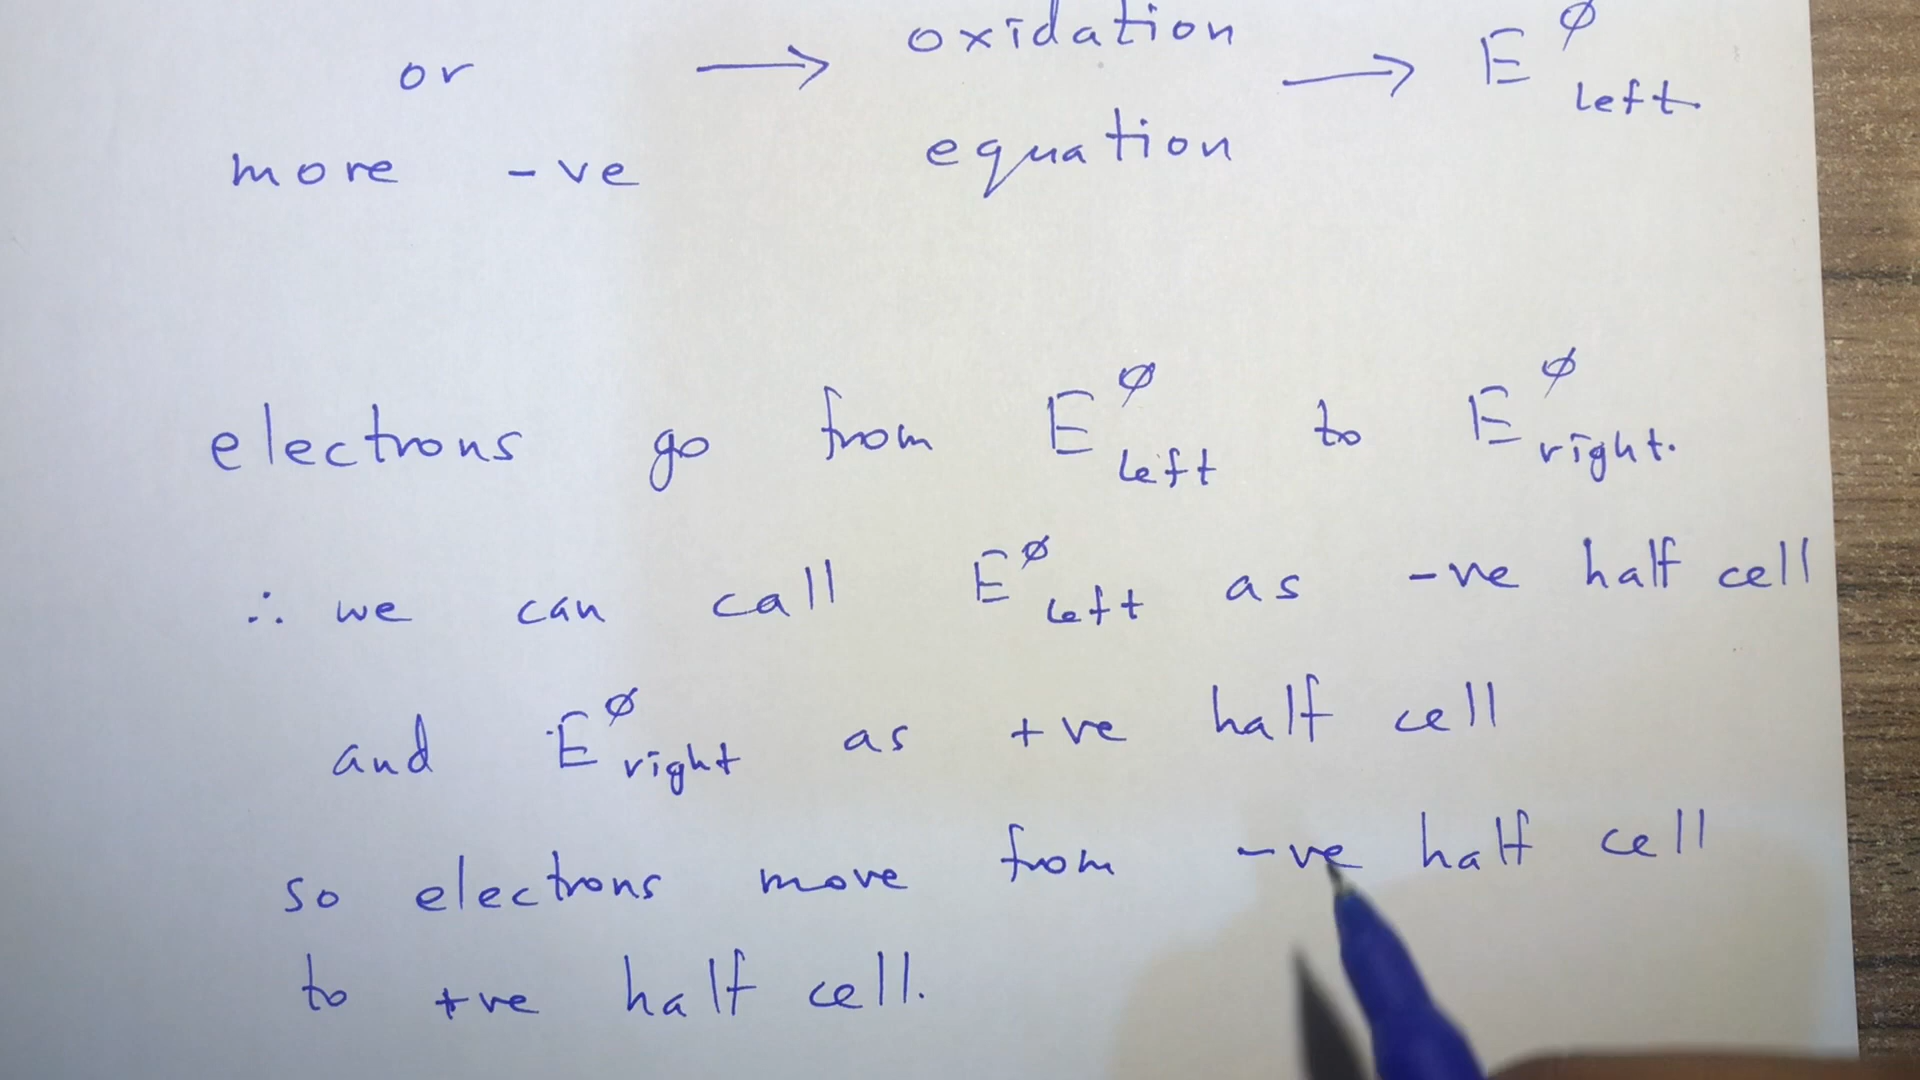 or → oxidation → E^ø left.
more -ve equation
electrons go from E^ø left to E^ø right.
∴ we can call E^ø left as -ve half cell
and E^ø right as +ve half cell
so electrons move from -ve half cell
to +ve half cell.